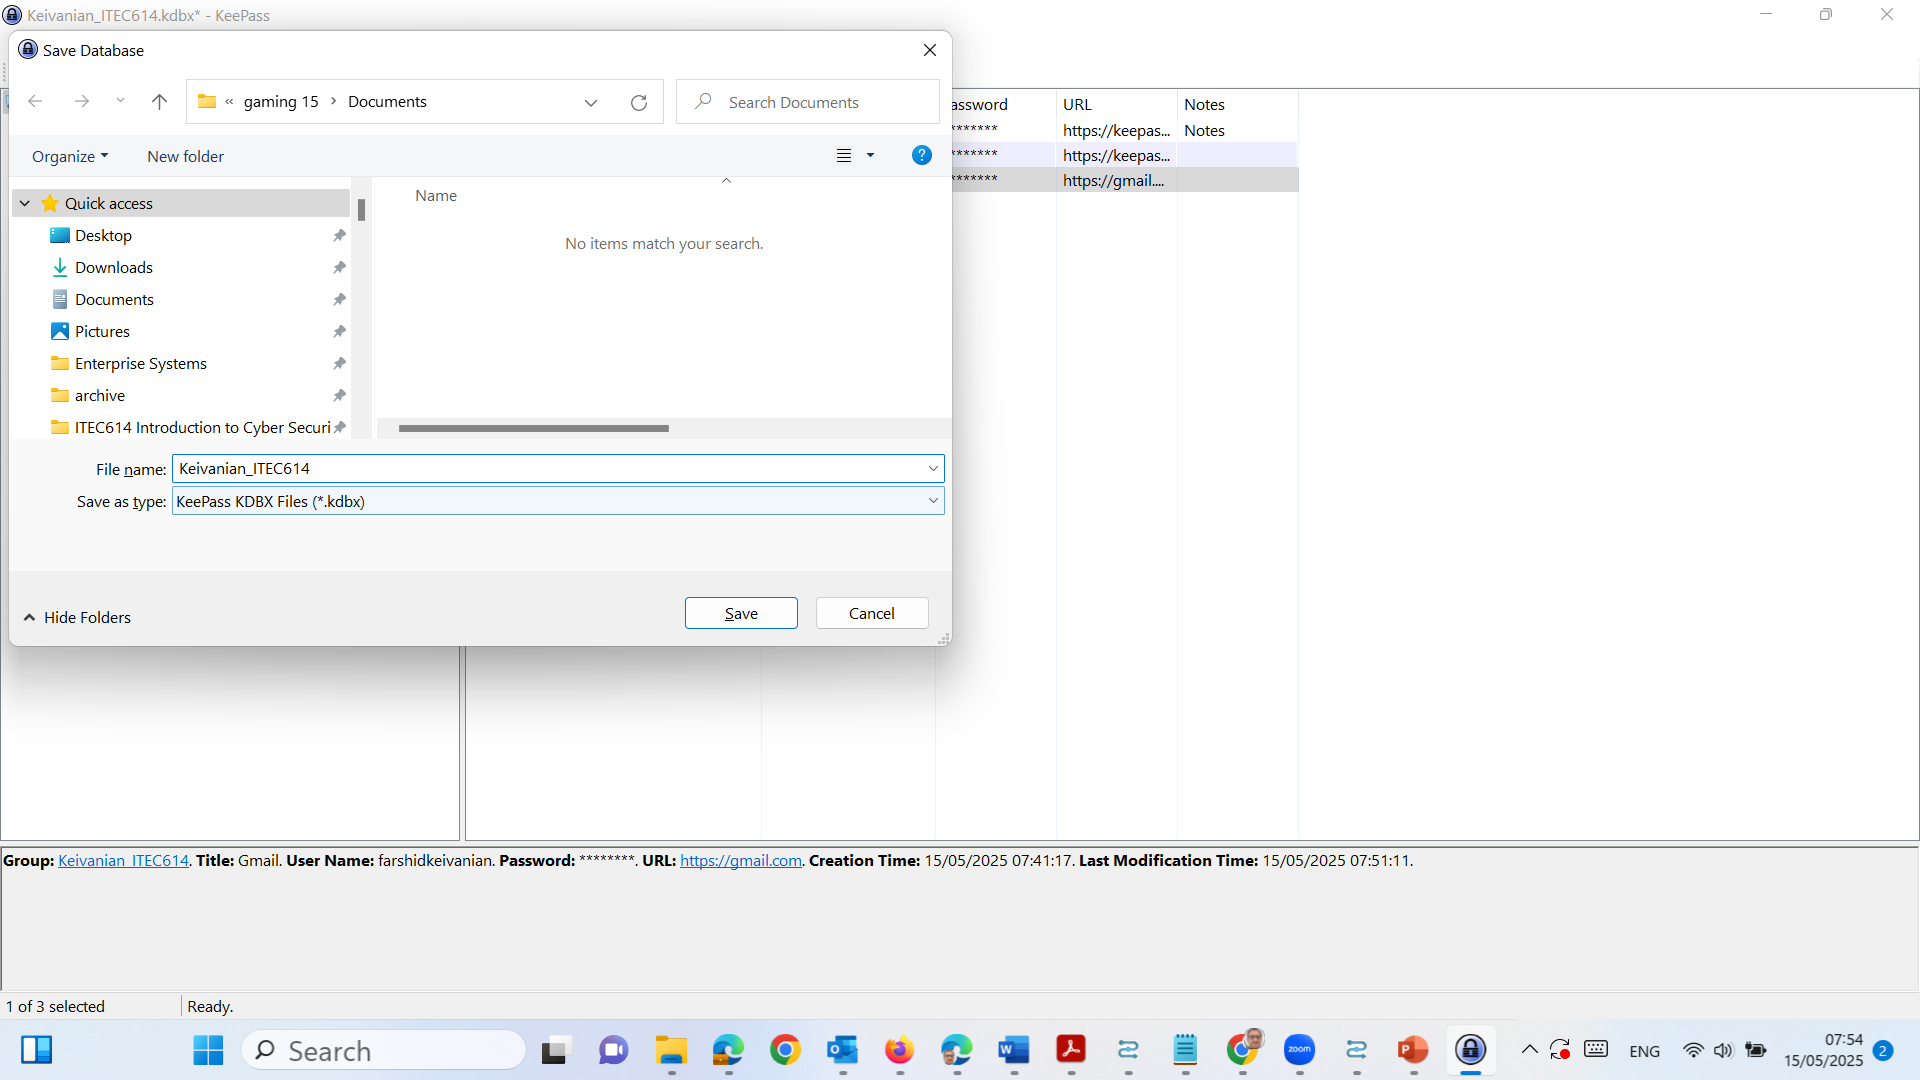 Keivanian_ITEC614.kdbx* - KeePass
Save Database
« gaming 15 > Documents
Search Documents
Organize
New folder
Quick access
Desktop
Downloads
Documents
Pictures
Enterprise Systems
archive
ITEC614 Introduction to Cyber Securi
Name
No items match your search.
File name: Keivanian_ITEC614
Save as type: KeePass KDBX Files (*.kdbx)
Hide Folders
Save
Cancel
assword URL Notes
******* https://keepas... Notes
******* https://keepas...
******* https://gmail....
Group: Keivanian_ITEC614. Title: Gmail. User Name: farshidkeivanian. Password: ********. URL: https://gmail.com. Creation Time: 15/05/2025 07:41:17. Last Modification Time: 15/05/2025 07:51:11.
1 of 3 selected
Ready.
Search
zoom
ENG
07:54
15/05/2025
2